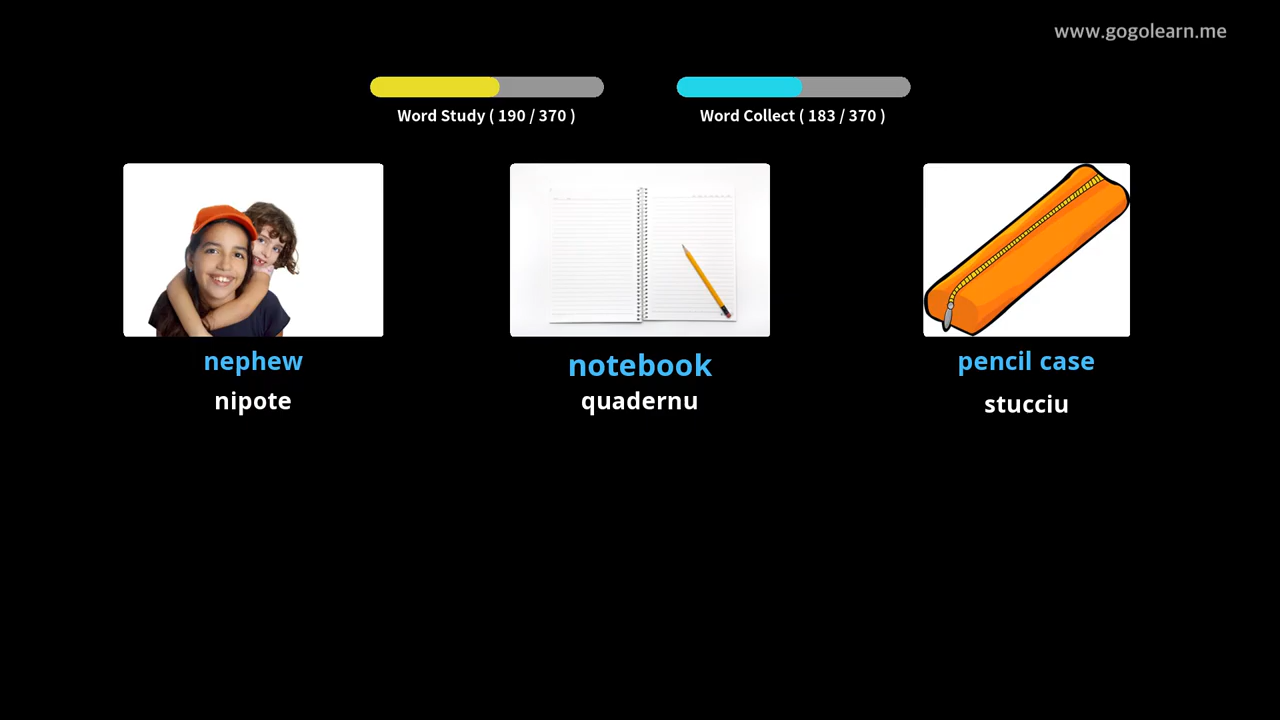 www.gogolearn.me
Word Study ( 190 / 370 )
Word Collect ( 183 / 370 )
nephew
nipote
notebook
quadernu
pencil case
stucciu